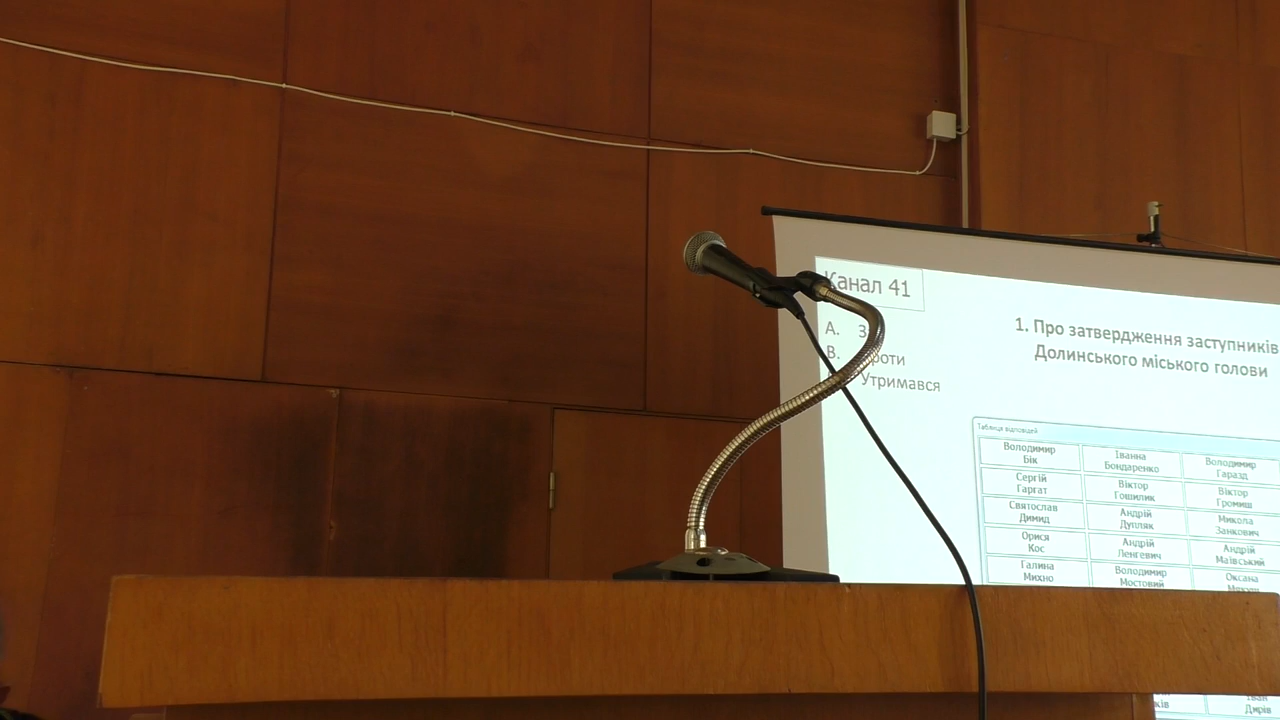 Канал 41
A.
B.
Утримався
1. Про затвердження заступників
Долинського міського голови
Таблиця відповідей
Володимир Бік
Іванна Бондаренко
Володимир Гаразд
Сергій Гаргат
Віктор Гошилик
Віктор Громиш
Святослав Димид
Андрій Дупляк
Микола Занкович
Орися Кос
Андрій Ленгевич
Андрій Маївський
Галина Михно
Володимир Мостовий
Оксана
Дирів